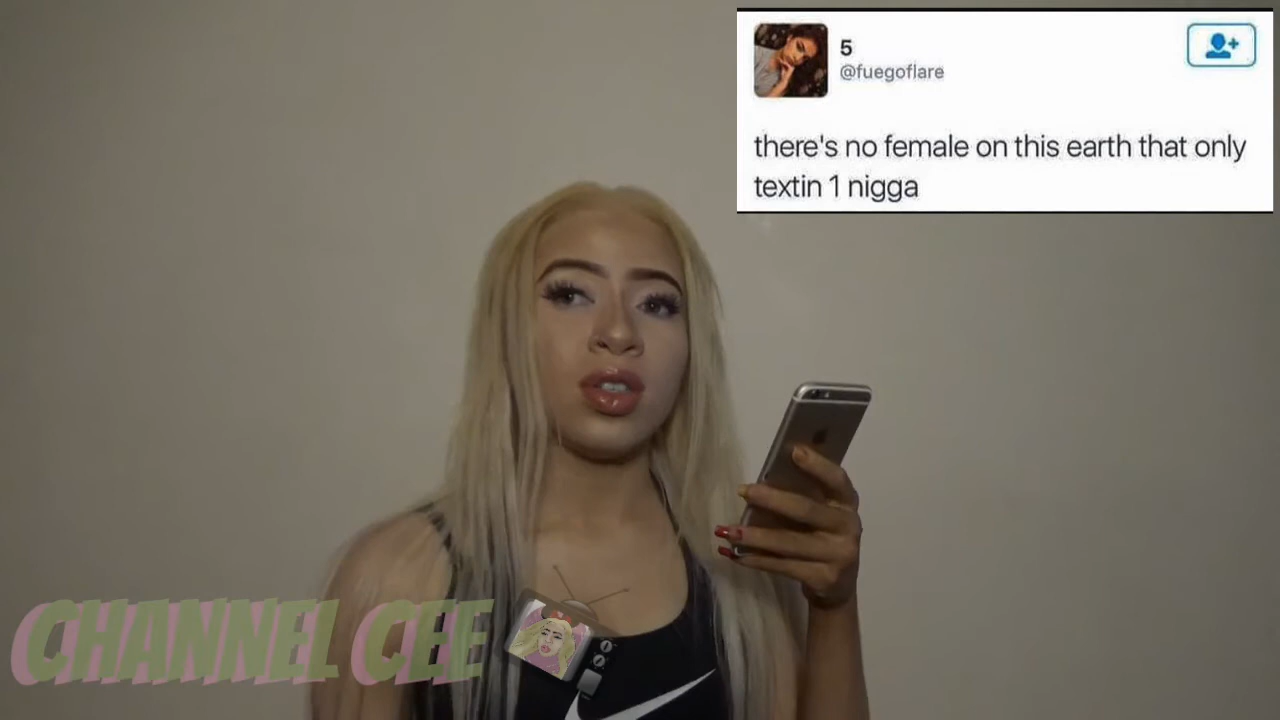 5
@fuegoflare
there's no female on this earth that only
textin 1 nigga
CHANNEL CEE